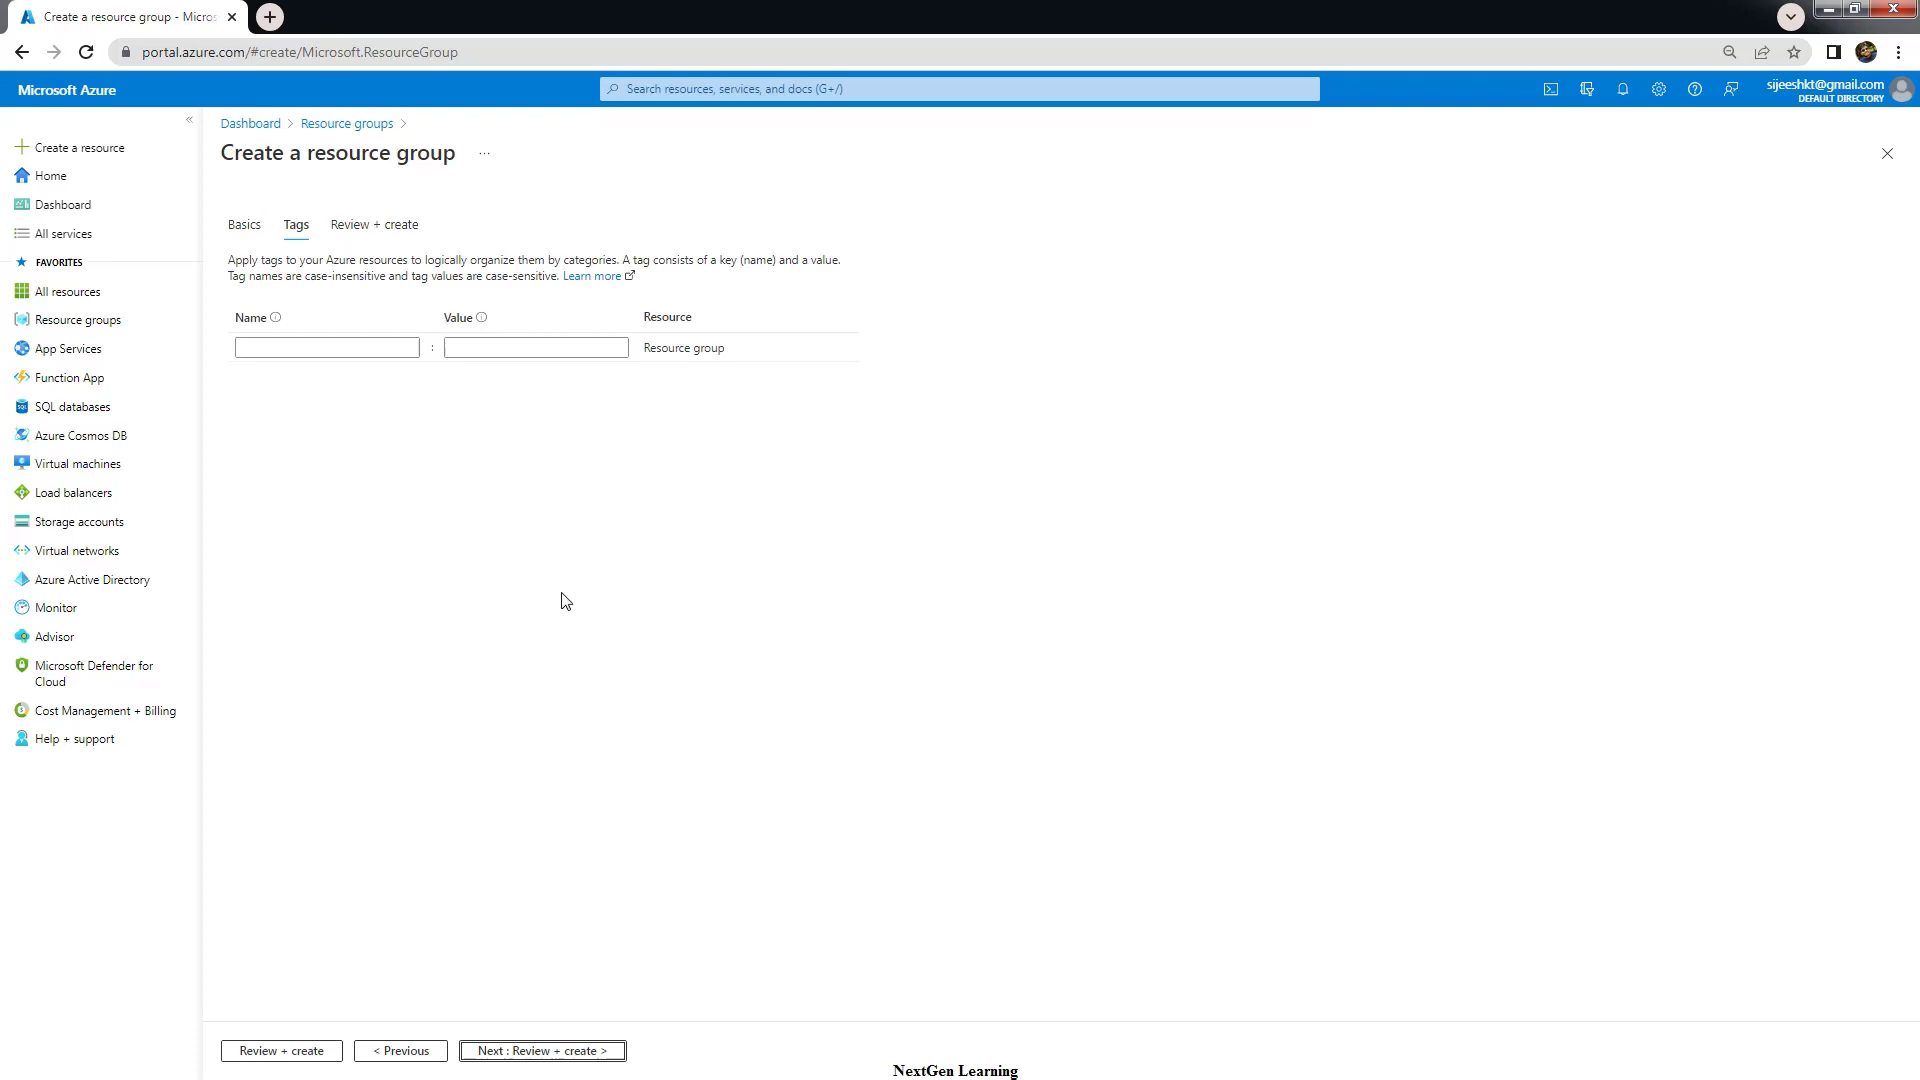 Create a resource group - Micros
portal.azure.com/#create/Microsoft.ResourceGroup
Microsoft Azure
Search resources, services, and docs (G+/)
sijeeshkt@gmail.com
DEFAULT DIRECTORY
Create a resource
Home
Dashboard
All services
FAVORITES
All resources
Resource groups
App Services
Function App
SQL databases
Azure Cosmos DB
Virtual machines
Load balancers
Storage accounts
Virtual networks
Azure Active Directory
Monitor
Advisor
Microsoft Defender for
Cloud
Cost Management + Billing
Help + support
Dashboard > Resource groups >
Create a resource group ...
Basics Tags Review + create
Apply tags to your Azure resources to logically organize them by categories. A tag consists of a key (name) and a value.
Tag names are case-insensitive and tag values are case-sensitive. Learn more
Name Value Resource
: Resource group
Review + create < Previous Next : Review + create >
NextGen Learning